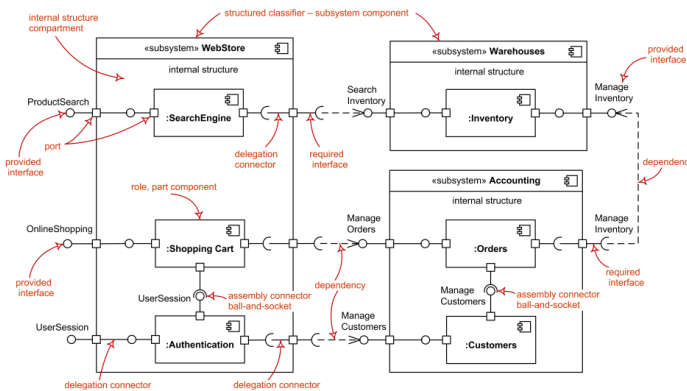 structured classifier – subsystem component
internal structure
compartment
«subsystem» WebStore
internal structure
«subsystem» Warehouses
internal structure
provided
interface
ProductSearch
:SearchEngine
Search
Inventory
:Inventory
Manage
Inventory
port
provided
interface
delegation
connector
required
interface
dependency
role, part component
«subsystem» Accounting
internal structure
OnlineShopping
:Shopping Cart
Manage
Orders
:Orders
Manage
Inventory
provided
interface
dependency
required
interface
UserSession
assembly connector
ball-and-socket
Manage
Customers
assembly connector
ball-and-socket
UserSession
:Authentication
Manage
Customers
:Customers
delegation connector
delegation connector